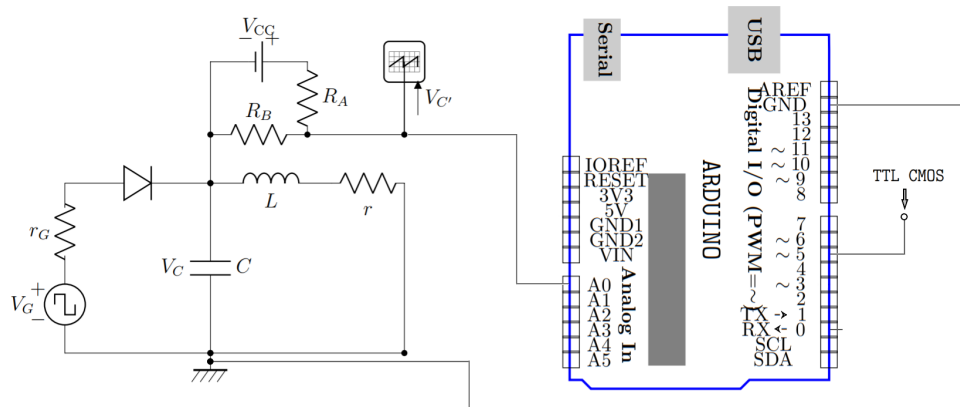 V_CC
− +
R_A
V_C'
R_B
L
r
r_G
V_G
+
−
V_C
C
Serial
USB
ARDUINO
Digital I/O (PWM=~)
Analog In
IOREF
RESET
3V3
5V
GND1
GND2
VIN
A0
A1
A2
A3
A4
A5
AREF
GND
13
12
~ 11
~ 10
~ 9
8
7
~ 6
~ 5
4
~ 3
2
TX → 1
RX ← 0
SCL
SDA
TTL CMOS